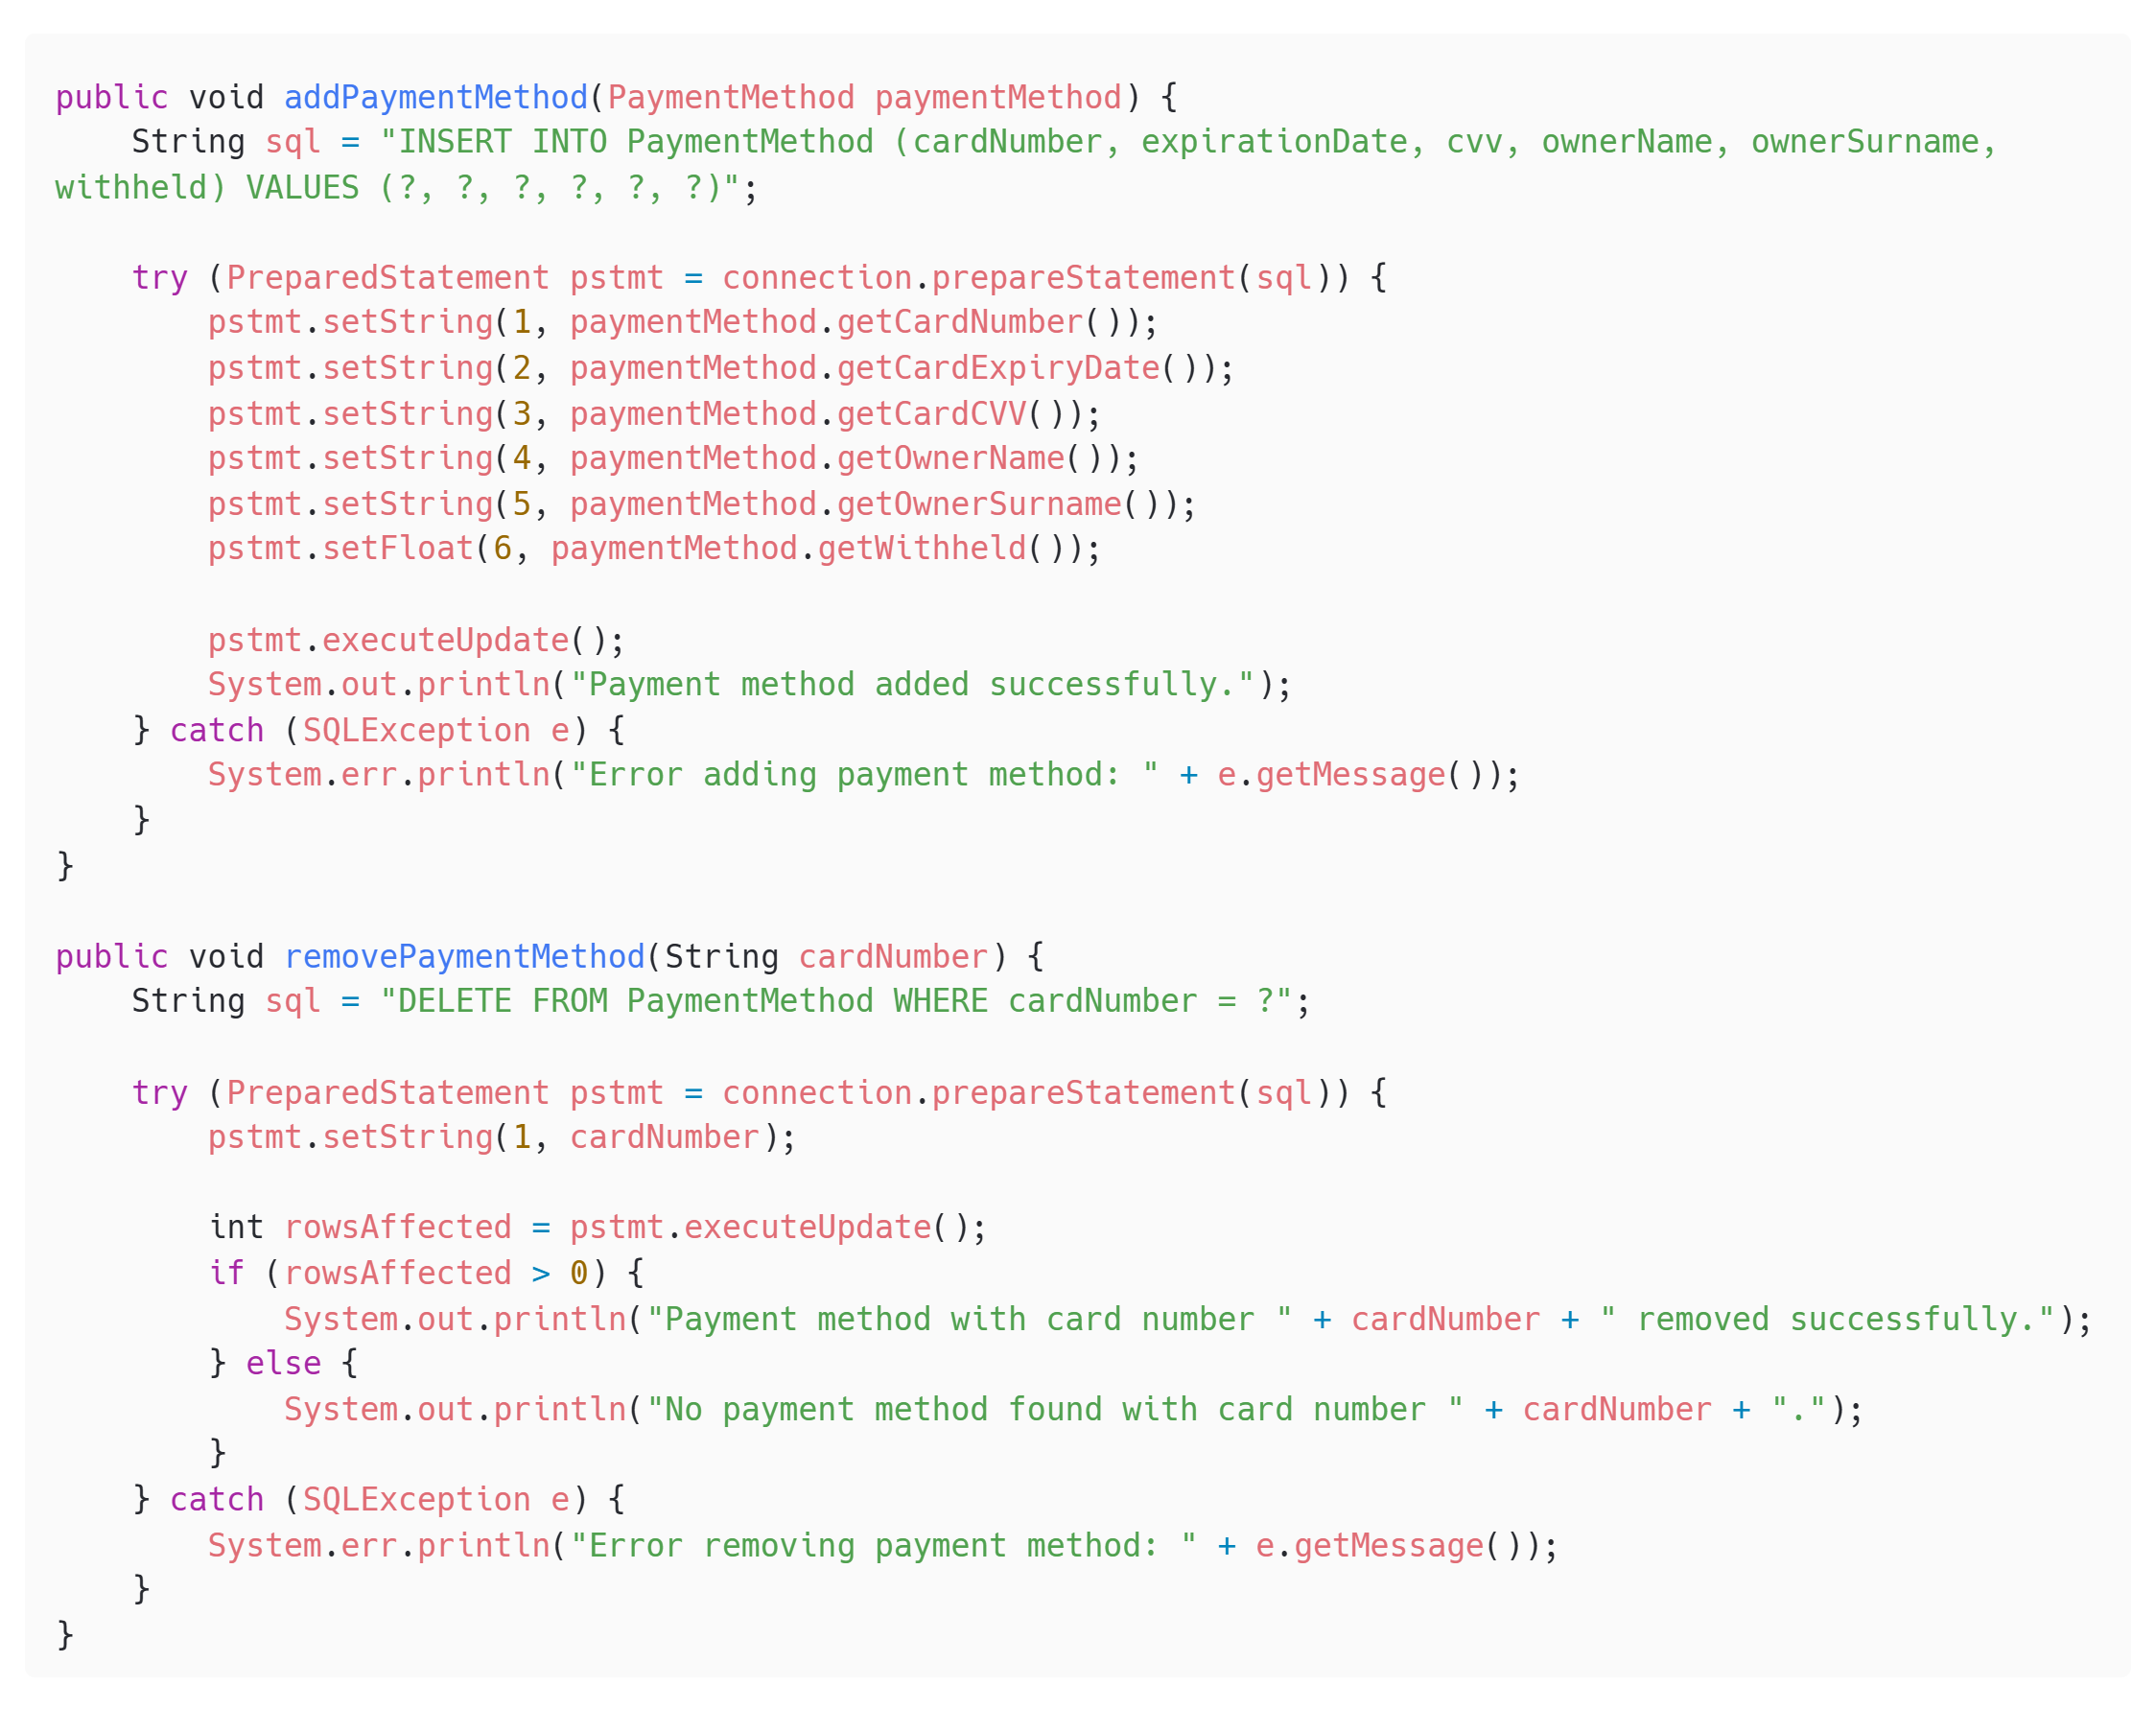 public void addPaymentMethod(PaymentMethod paymentMethod) {
    String sql = "INSERT INTO PaymentMethod (cardNumber, expirationDate, cvv, ownerName, ownerSurname,
withheld) VALUES (?, ?, ?, ?, ?, ?)";

    try (PreparedStatement pstmt = connection.prepareStatement(sql)) {
        pstmt.setString(1, paymentMethod.getCardNumber());
        pstmt.setString(2, paymentMethod.getCardExpiryDate());
        pstmt.setString(3, paymentMethod.getCardCVV());
        pstmt.setString(4, paymentMethod.getOwnerName());
        pstmt.setString(5, paymentMethod.getOwnerSurname());
        pstmt.setFloat(6, paymentMethod.getWithheld());

        pstmt.executeUpdate();
        System.out.println("Payment method added successfully.");
    } catch (SQLException e) {
        System.err.println("Error adding payment method: " + e.getMessage());
    }
}

public void removePaymentMethod(String cardNumber) {
    String sql = "DELETE FROM PaymentMethod WHERE cardNumber = ?";

    try (PreparedStatement pstmt = connection.prepareStatement(sql)) {
        pstmt.setString(1, cardNumber);

        int rowsAffected = pstmt.executeUpdate();
        if (rowsAffected > 0) {
            System.out.println("Payment method with card number " + cardNumber + " removed successfully.");
        } else {
            System.out.println("No payment method found with card number " + cardNumber + ".");
        }
    } catch (SQLException e) {
        System.err.println("Error removing payment method: " + e.getMessage());
    }
}